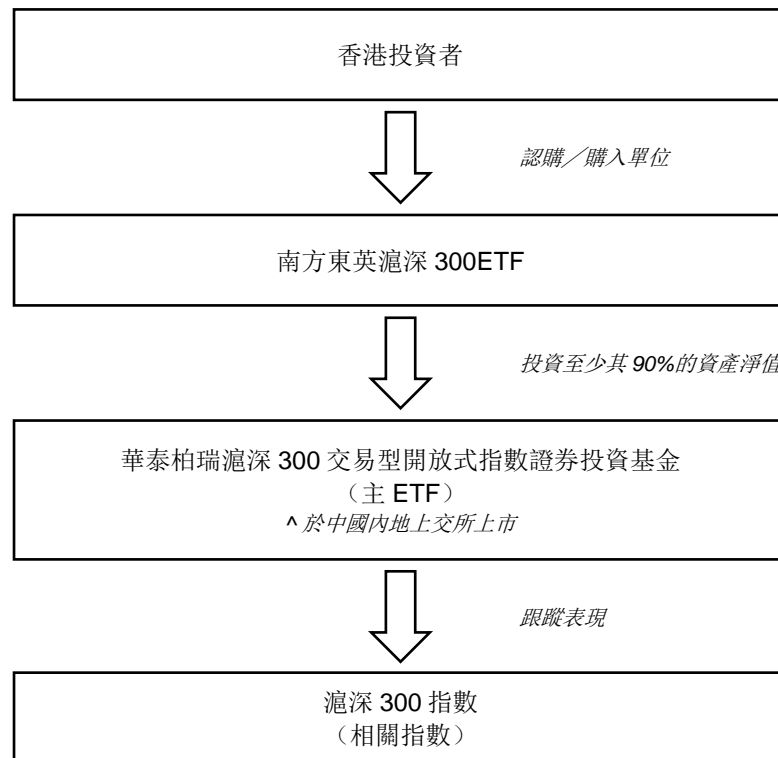 香港投資者
認購／購入單位
南方東英滬深 300ETF
投資至少其 90%的資產淨值
華泰柏瑞滬深 300 交易型開放式指數證券投資基金
（主 ETF）
^ 於中國內地上交所上市
跟蹤表現
滬深 300 指數
（相關指數）